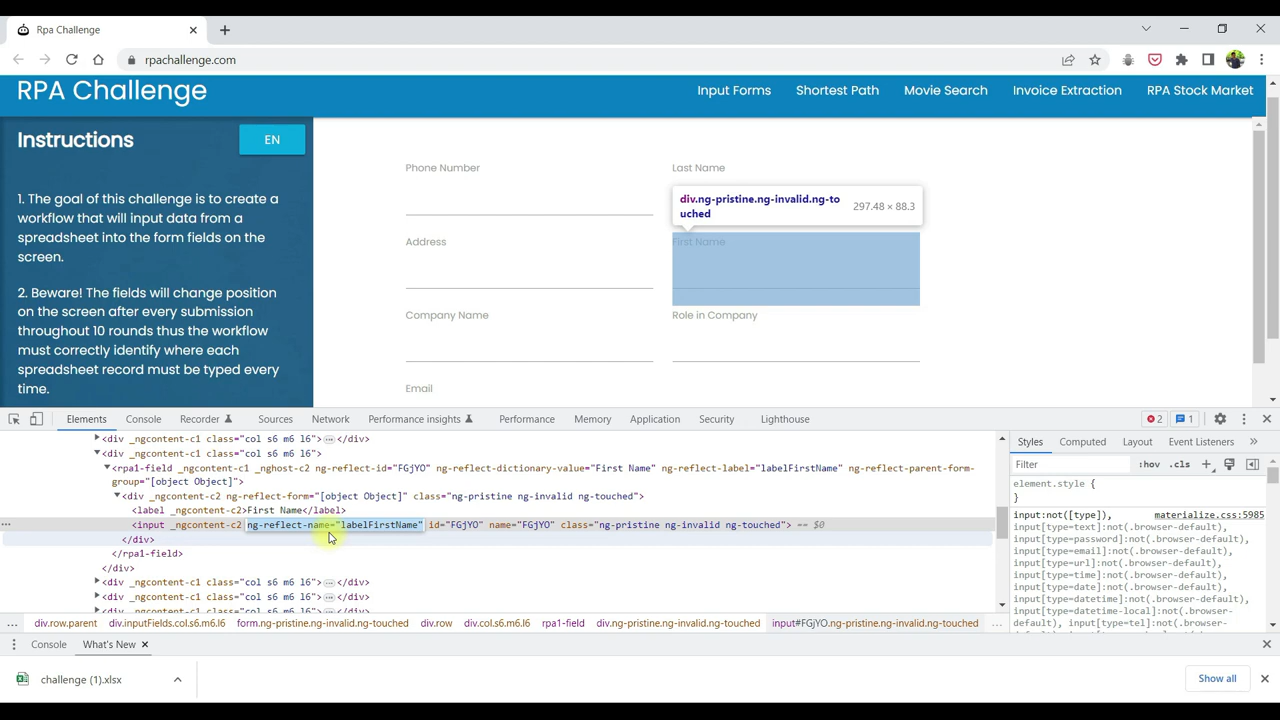 Rpa Challenge
rpachallenge.com
RPA Challenge
Input Forms
Shortest Path
Movie Search
Invoice Extraction
RPA Stock Market
Instructions
EN
1. The goal of this challenge is to create a
workflow that will input data from a
spreadsheet into the form fields on the
screen.
2. Beware! The fields will change position
on the screen after every submission
throughout 10 rounds thus the workflow
must correctly identify where each
spreadsheet record must be typed every
time.
Phone Number
Last Name
div.ng-pristine.ng-invalid.ng-to
uched
297.48 × 88.3
Address
First Name
Company Name
Role in Company
Email
Elements
Console
Recorder
Sources
Network
Performance insights
Performance
Memory
Application
Security
Lighthouse
2
1
<div _ngcontent-c1 class="col s6 m6 l6"> … </div>
<div _ngcontent-c1 class="col s6 m6 l6">
<rpa1-field _ngcontent-c1 _nghost-c2 ng-reflect-id="FGjYO" ng-reflect-dictionary-value="First Name" ng-reflect-label="labelFirstName" ng-reflect-parent-form-
group="[object Object]">
<div _ngcontent-c2 ng-reflect-form="[object Object]" class="ng-pristine ng-invalid ng-touched">
<label _ngcontent-c2>First Name</label>
… <input _ngcontent-c2 ng-reflect-name="labelFirstName" id="FGjYO" name="FGjYO" class="ng-pristine ng-invalid ng-touched"> == $0
</div>
</rpa1-field>
</div>
<div _ngcontent-c1 class="col s6 m6 l6"> … </div>
<div _ngcontent-c1 class="col s6 m6 l6"> … </div>
<div _ngcontent-c1 class="col s6 m6 l6"> … </div>
Styles
Computed
Layout
Event Listeners
Filter
:hov
.cls
element.style {
}
input:not([type]),
materialize.css:5985
input[type=text]:not(.browser-default),
input[type=password]:not(.browser-default),
input[type=email]:not(.browser-default),
input[type=url]:not(.browser-default),
input[type=time]:not(.browser-default),
input[type=date]:not(.browser-default),
input[type=datetime]:not(.browser-default),
input[type=datetime-local]:not(.browser-
default), input[type=tel]:not(.browser-
… div.row.parent div.inputFields.col.s6.m6.l6 form.ng-pristine.ng-invalid.ng-touched div.row div.col.s6.m6.l6 rpa1-field div.ng-pristine.ng-invalid.ng-touched input#FGjYO.ng-pristine.ng-invalid.ng-touched …
Console
What's New
challenge (1).xlsx
Show all